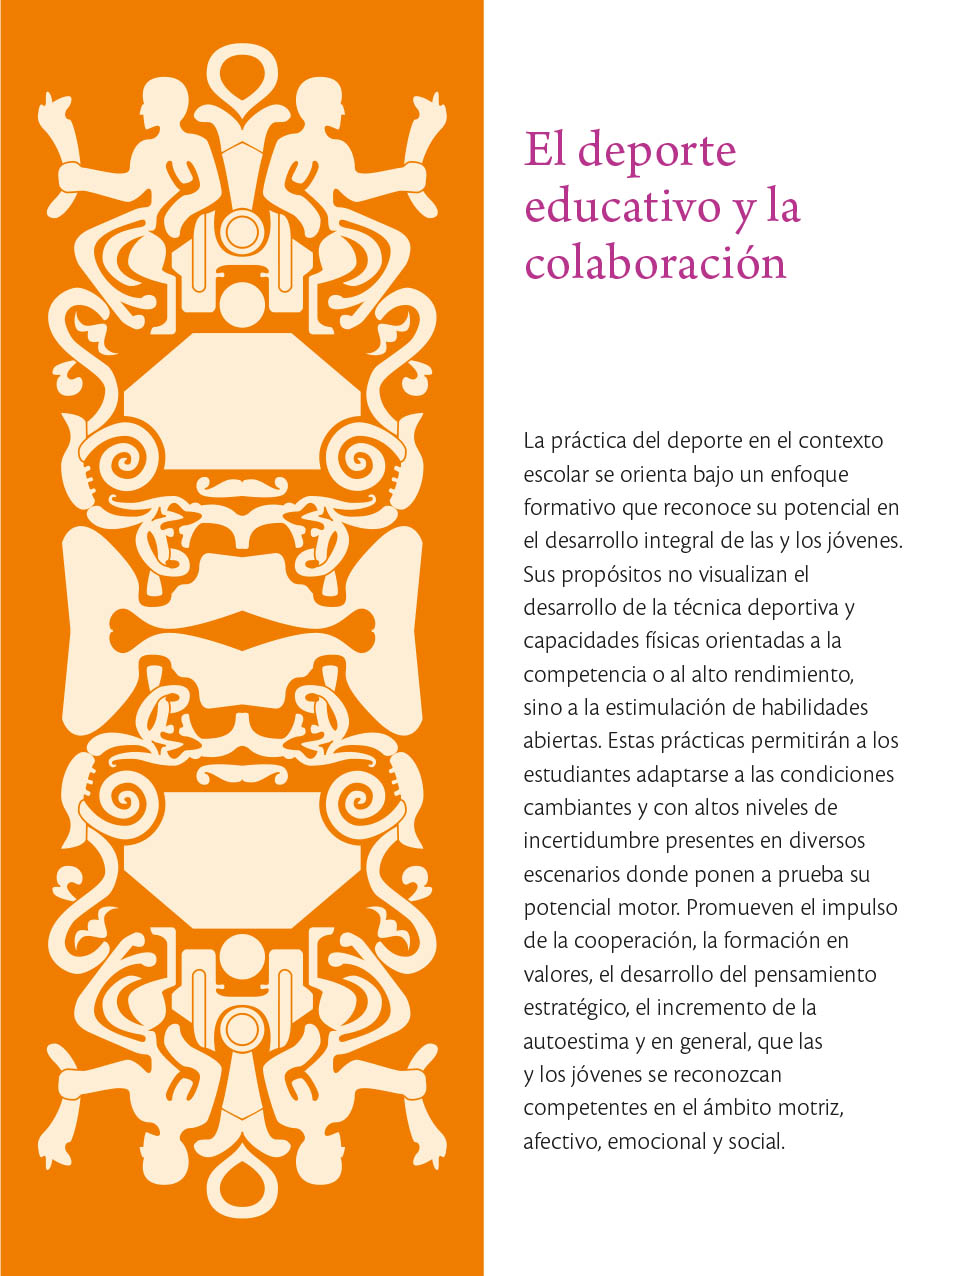 El deporte
educativo y la
colaboración
La práctica del deporte en el contexto
escolar se orienta bajo un enfoque
formativo que reconoce su potencial en
el desarrollo integral de las y los jóvenes.
Sus propósitos no visualizan el
desarrollo de la técnica deportiva y
capacidades físicas orientadas a la
competencia o al alto rendimiento,
sino a la estimulación de habilidades
abiertas. Estas prácticas permitirán a los
estudiantes adaptarse a las condiciones
cambiantes y con altos niveles de
incertidumbre presentes en diversos
escenarios donde ponen a prueba su
potencial motor. Promueven el impulso
de la cooperación, la formación en
valores, el desarrollo del pensamiento
estratégico, el incremento de la
autoestima y en general, que las
y los jóvenes se reconozcan
competentes en el ámbito motriz,
afectivo, emocional y social.